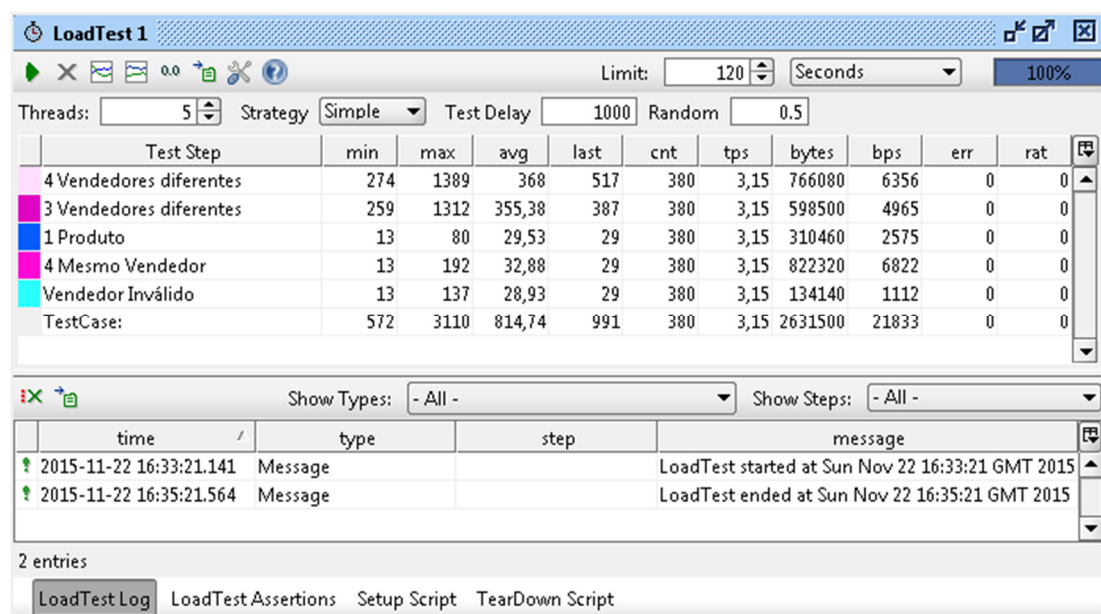 LoadTest 1
0.0 Limit: 120 Seconds 100%
Threads: 5 Strategy Simple Test Delay 1000 Random 0.5
Test Step min max avg last cnt tps bytes bps err rat
4 Vendedores diferentes 274 1389 368 517 380 3,15 766080 6356 0 0
3 Vendedores diferentes 259 1312 355,38 387 380 3,15 598500 4965 0 0
1 Produto 13 80 29,53 29 380 3,15 310460 2575 0 0
4 Mesmo Vendedor 13 192 32,88 29 380 3,15 822320 6822 0 0
Vendedor Inválido 13 137 28,93 29 380 3,15 134140 1112 0 0
TestCase: 572 3110 814,74 991 380 3,15 2631500 21833 0 0
Show Types: - All - Show Steps: - All -
time type step message
2015-11-22 16:33:21.141 Message LoadTest started at Sun Nov 22 16:33:21 GMT 2015
2015-11-22 16:35:21.564 Message LoadTest ended at Sun Nov 22 16:35:21 GMT 2015
2 entries
LoadTest Log LoadTest Assertions Setup Script TearDown Script